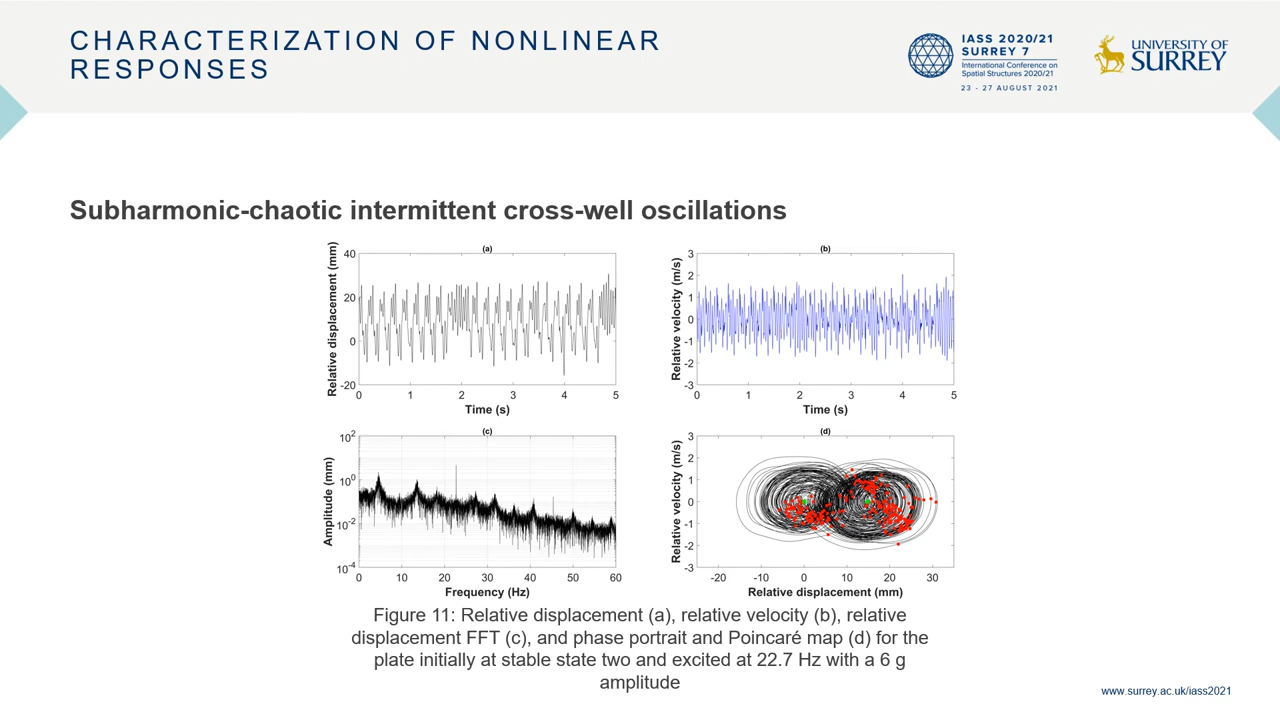 CHARACTERIZATION OF NONLINEAR
RESPONSES
IASS 2020/21
SURREY 7
International Conference on
Spatial Structures 2020/21
23 - 27 AUGUST 2021
UNIVERSITY OF
SURREY
Subharmonic-chaotic intermittent cross-well oscillations
(a)
Relative displacement (mm)
40
20
0
-20
0 1 2 3 4 5
Time (s)
(b)
Relative velocity (m/s)
3
2
1
0
-1
-2
-3
0 1 2 3 4 5
Time (s)
(c)
Amplitude (mm)
10^2
10^0
10^-2
10^-4
0 10 20 30 40 50 60
Frequency (Hz)
(d)
Relative velocity (m/s)
3
2
1
0
-1
-2
-3
-20 -10 0 10 20 30
Relative displacement (mm)
Figure 11: Relative displacement (a), relative velocity (b), relative
displacement FFT (c), and phase portrait and Poincaré map (d) for the
plate initially at stable state two and excited at 22.7 Hz with a 6 g
amplitude
www.surrey.ac.uk/iass2021